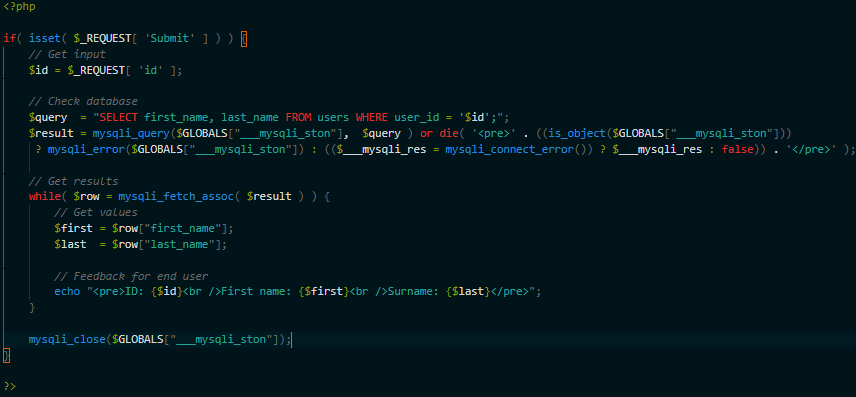 <?php
if( isset( $_REQUEST[ 'Submit' ] ) ) {
// Get input
$id = $_REQUEST[ 'id' ];
// Check database
$query  = "SELECT first_name, last_name FROM users WHERE user_id = '$id';";
$result = mysqli_query($GLOBALS["___mysqli_ston"],  $query ) or die( '<pre>' . ((is_object($GLOBALS["___mysqli_ston"]))
? mysqli_error($GLOBALS["___mysqli_ston"]) : (($___mysqli_res = mysqli_connect_error()) ? $___mysqli_res : false)) . '</pre>' );
// Get results
while( $row = mysqli_fetch_assoc( $result ) ) {
// Get values
$first = $row["first_name"];
$last  = $row["last_name"];
// Feedback for end user
echo "<pre>ID: {$id}<br />First name: {$first}<br />Surname: {$last}</pre>";
}
mysqli_close($GLOBALS["___mysqli_ston"]);
}
?>